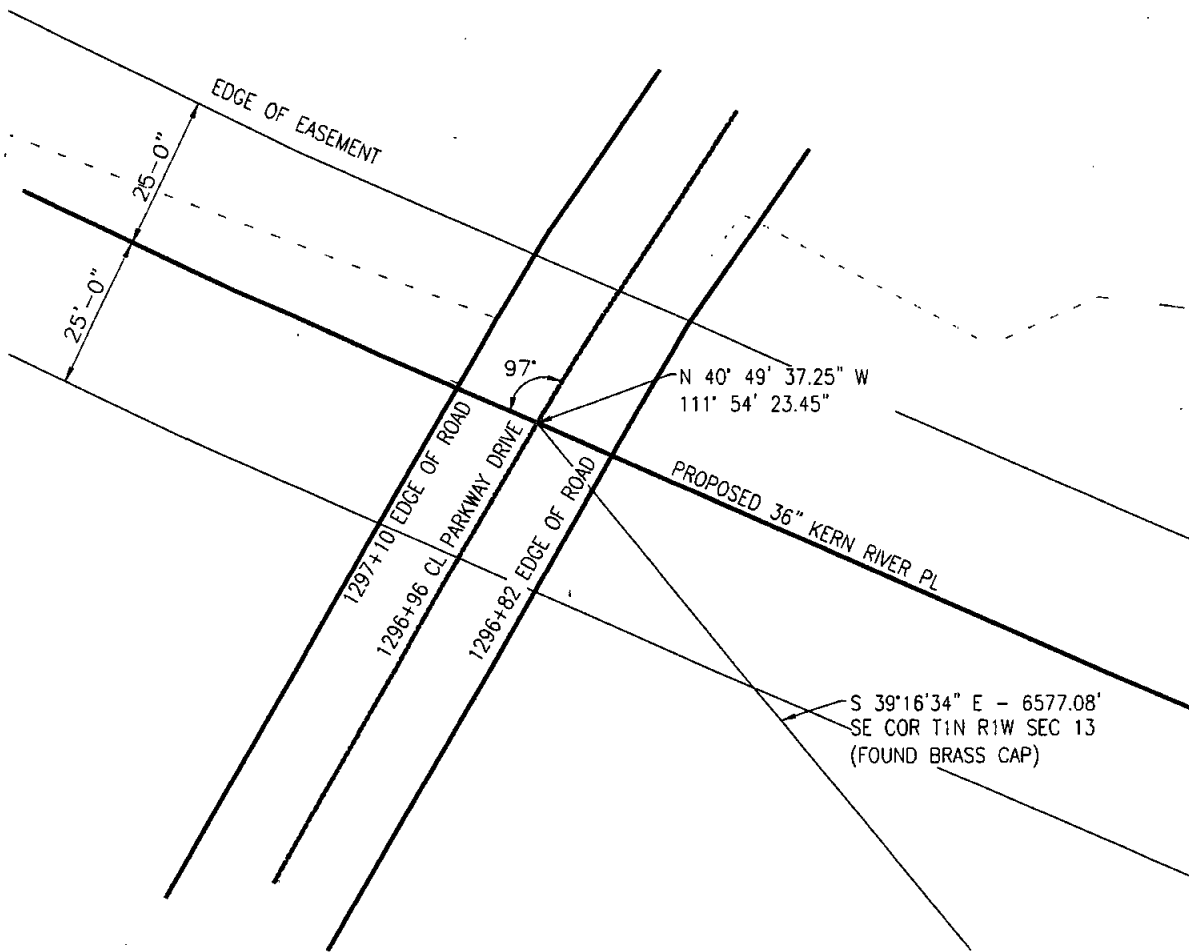 EDGE OF EASEMENT
25-0"
25'-0"
97°
N 40° 49' 37.25" W
111° 54' 23.45"
1297+10 EDGE OF ROAD
1296+96 CL PARKWAY DRIVE
1296+82 EDGE OF ROAD
PROPOSED 36" KERN RIVER PL
S 39°16'34" E - 6577.08'
SE COR T1N R1W SEC 13
(FOUND BRASS CAP)